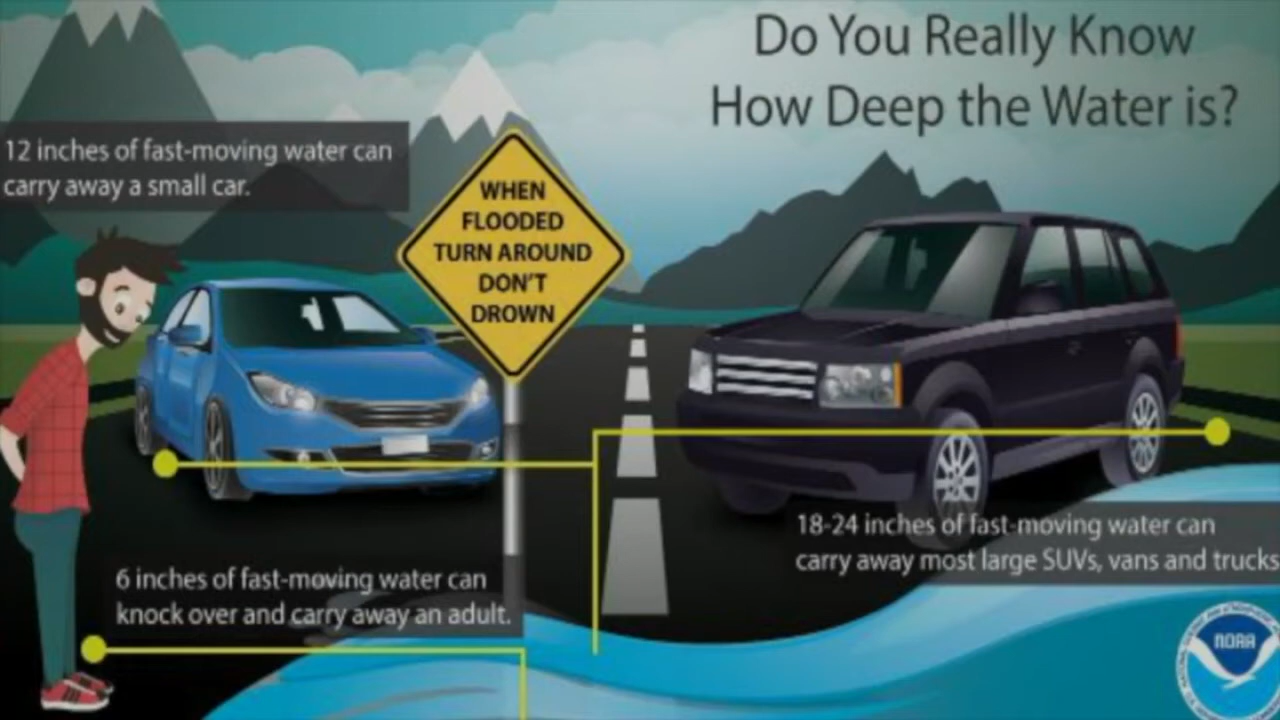 Do You Really Know
How Deep the Water is?
12 inches of fast-moving water can
carry away a small car.
WHEN
FLOODED
TURN AROUND
DON'T
DROWN
18-24 inches of fast-moving water can
carry away most large SUVs, vans and trucks
6 inches of fast-moving water can
knock over and carry away an adult.
NOAA